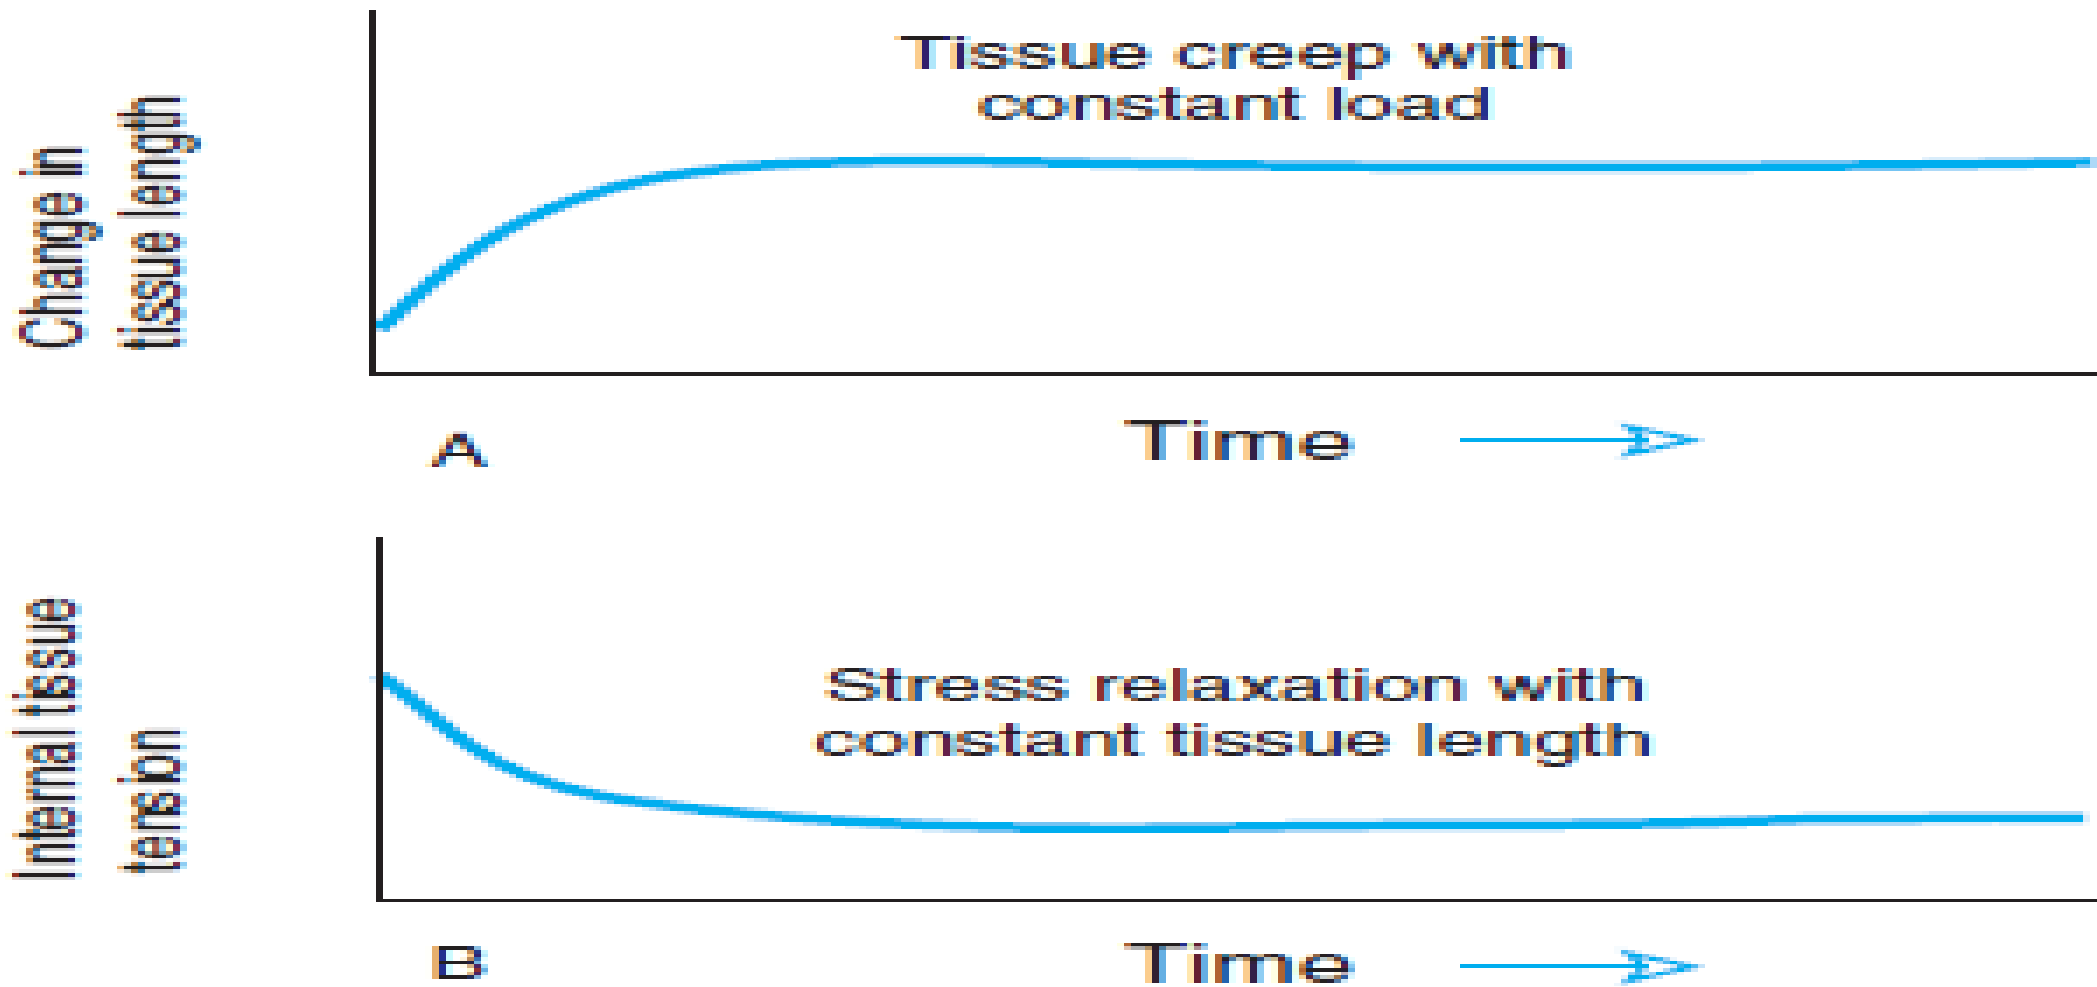 Change in
tissue length
Tissue creep with
constant load
A
Time
Internal tissue
tension
Stress relaxation with
constant tissue length
B
Time